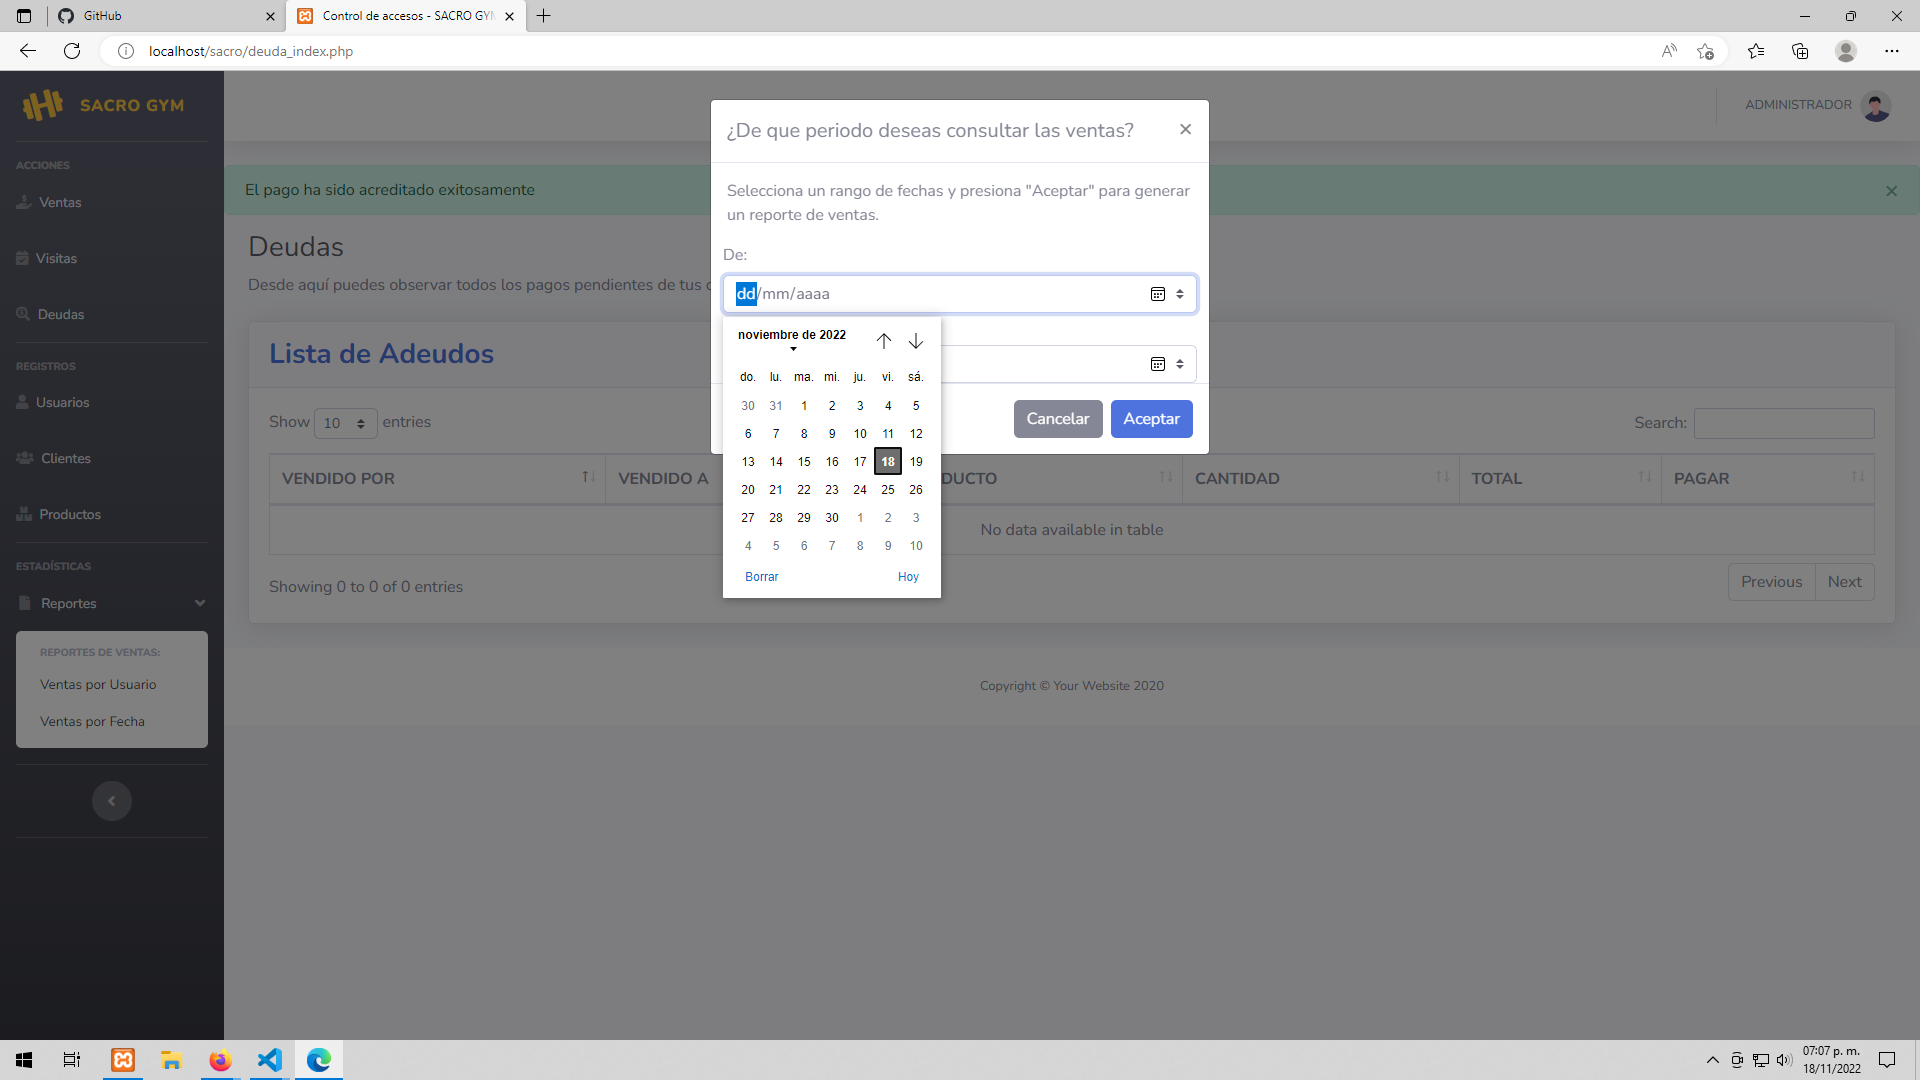 GitHub
Control de accesos - SACRO GYM
localhost/sacro/deuda_index.php
SACRO GYM
ADMINISTRADOR
ACCIONES
Ventas
Visitas
Deudas
REGISTROS
Usuarios
Clientes
Productos
ESTADÍSTICAS
Reportes
REPORTES DE VENTAS:
Ventas por Usuario
Ventas por Fecha
El pago ha sido acreditado exitosamente
Deudas
Desde aquí puedes observar todos los pagos pendientes de tus
Lista de Adeudos
Show 10 entries
Search:
VENDIDO POR VENDIDO A DUCTO CANTIDAD TOTAL PAGAR
No data available in table
Showing 0 to 0 of 0 entries
Previous Next
Copyright © Your Website 2020
¿De que periodo deseas consultar las ventas?
Selecciona un rango de fechas y presiona "Aceptar" para generar
un reporte de ventas.
De:
dd/mm/aaaa
noviembre de 2022
do. lu. ma. mi. ju. vi. sá.
30 31 1 2 3 4 5
6 7 8 9 10 11 12
13 14 15 16 17 18 19
20 21 22 23 24 25 26
27 28 29 30 1 2 3
4 5 6 7 8 9 10
Borrar Hoy
Cancelar Aceptar
07:07 p. m.
18/11/2022